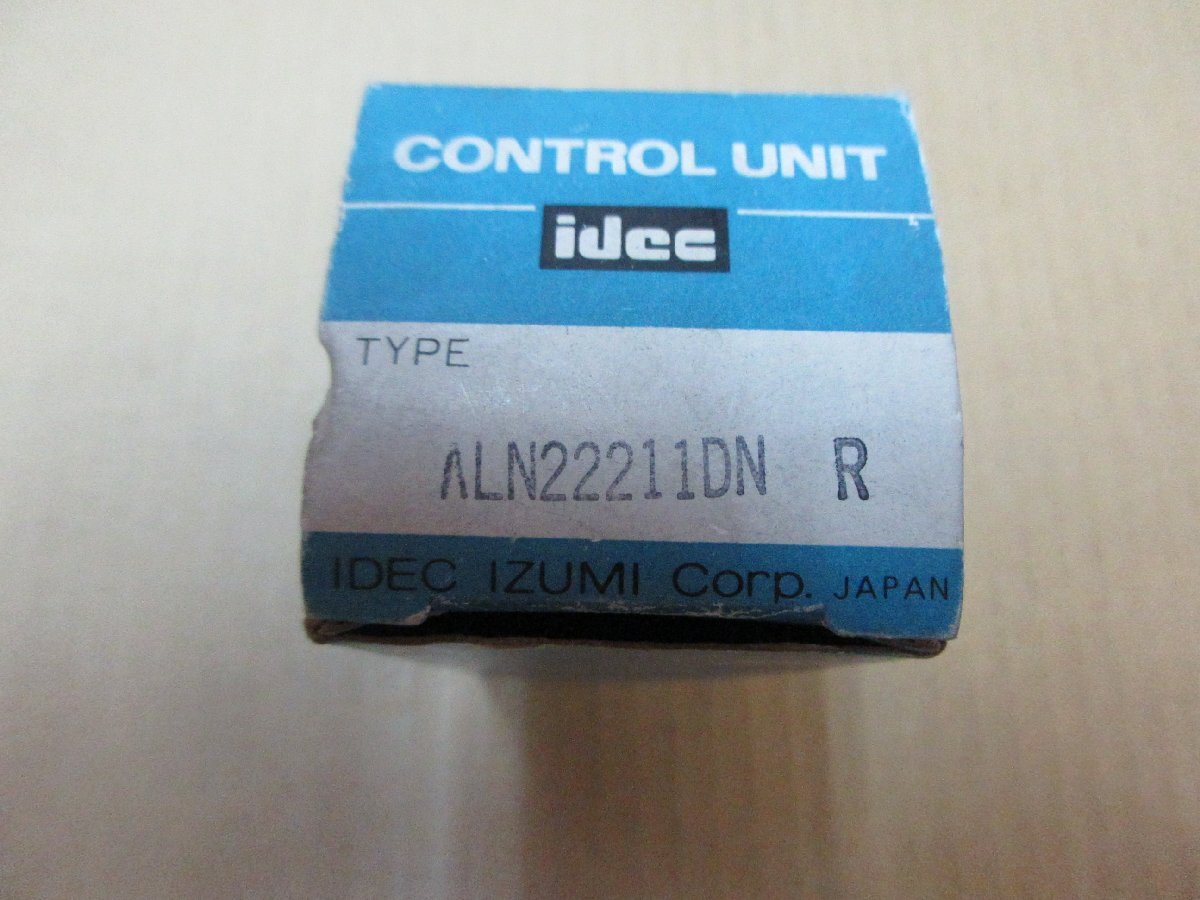 CONTROL UNIT
idec
TYPE
ALN22211DN R
IDEC IZUMI Corp. JAPAN